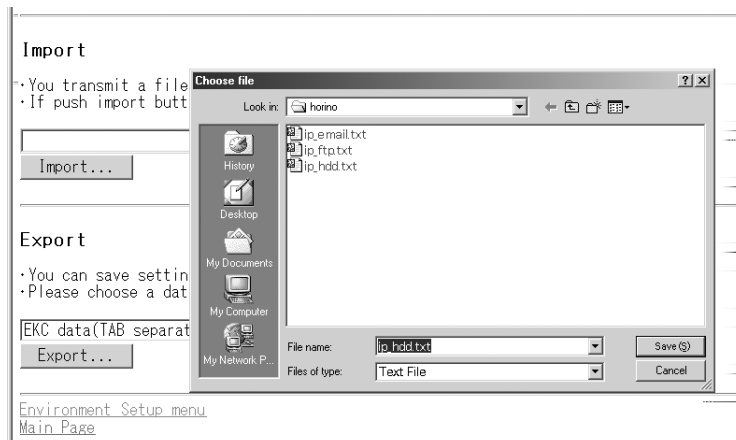 Import
・You transmit a file
・If push import butt
Import...
Export
・You can save settin
・Please choose a dat
EKC data(TAB separat
Export...
Environment Setup menu
Main Page
Choose file
Look in:
horino
History
Desktop
My Documents
My Computer
My Network P...
ip_email.txt
ip_ftp.txt
ip_hdd.txt
File name:
ip_hdd.txt
Save(S)
Files of type:
Text File
Cancel